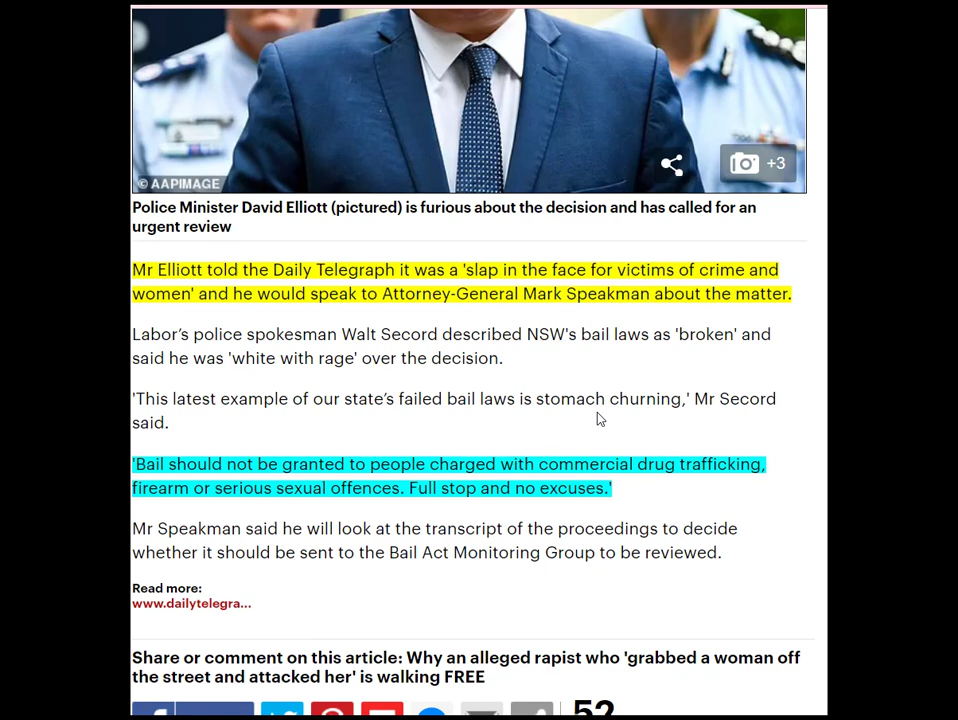 +3
© AAPIMAGE
Police Minister David Elliott (pictured) is furious about the decision and has called for an
urgent review
Mr Elliott told the Daily Telegraph it was a 'slap in the face for victims of crime and
women' and he would speak to Attorney-General Mark Speakman about the matter.
Labor’s police spokesman Walt Secord described NSW's bail laws as 'broken' and
said he was 'white with rage' over the decision.
'This latest example of our state’s failed bail laws is stomach churning,' Mr Secord
said.
'Bail should not be granted to people charged with commercial drug trafficking,
firearm or serious sexual offences. Full stop and no excuses.'
Mr Speakman said he will look at the transcript of the proceedings to decide
whether it should be sent to the Bail Act Monitoring Group to be reviewed.
Read more:
www.dailytelegra...
Share or comment on this article: Why an alleged rapist who 'grabbed a woman off
the street and attacked her' is walking FREE
52